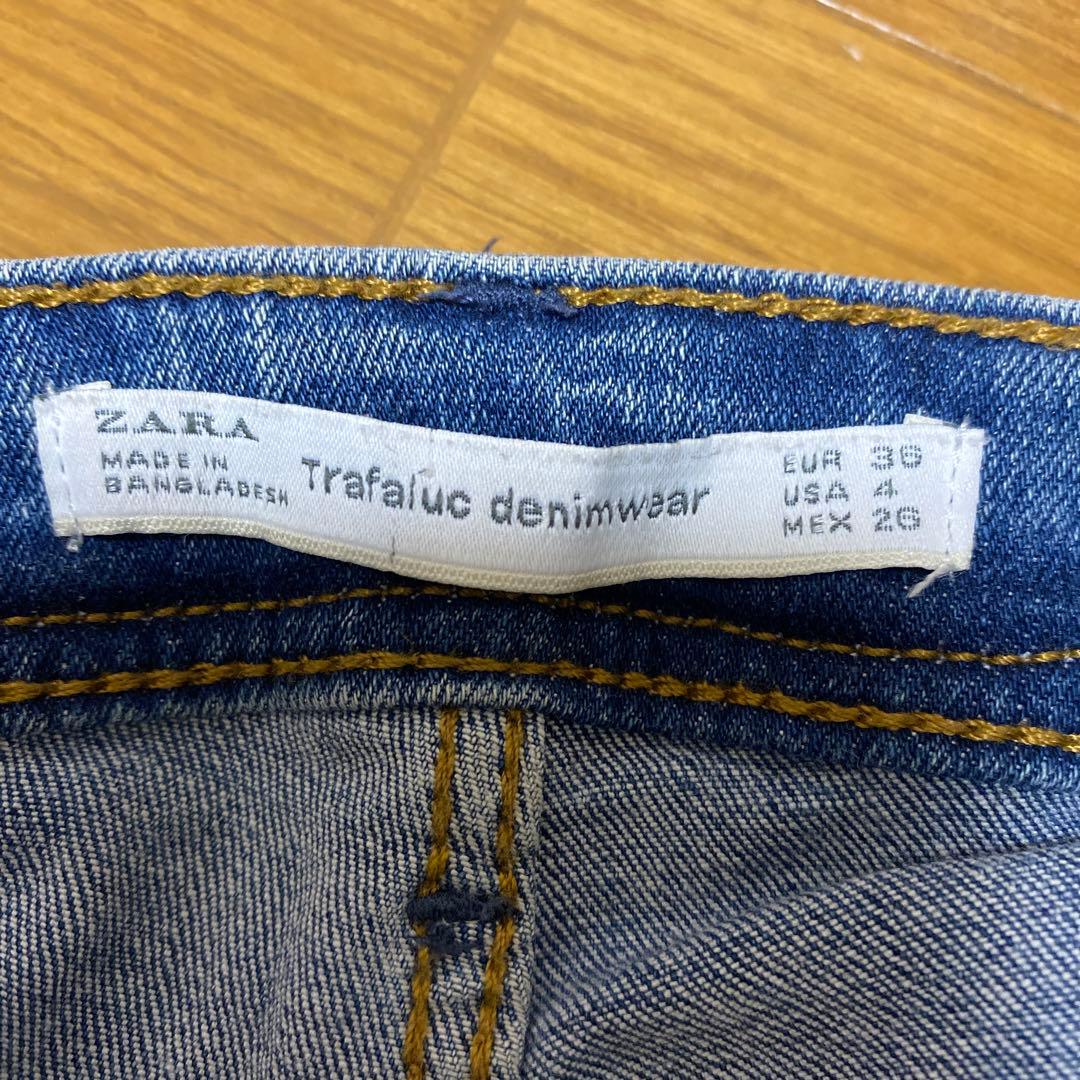 ZARA
MADE IN
BANGLADESH
Trafaluc denimwear
EUR 36
USA 4
MEX 26